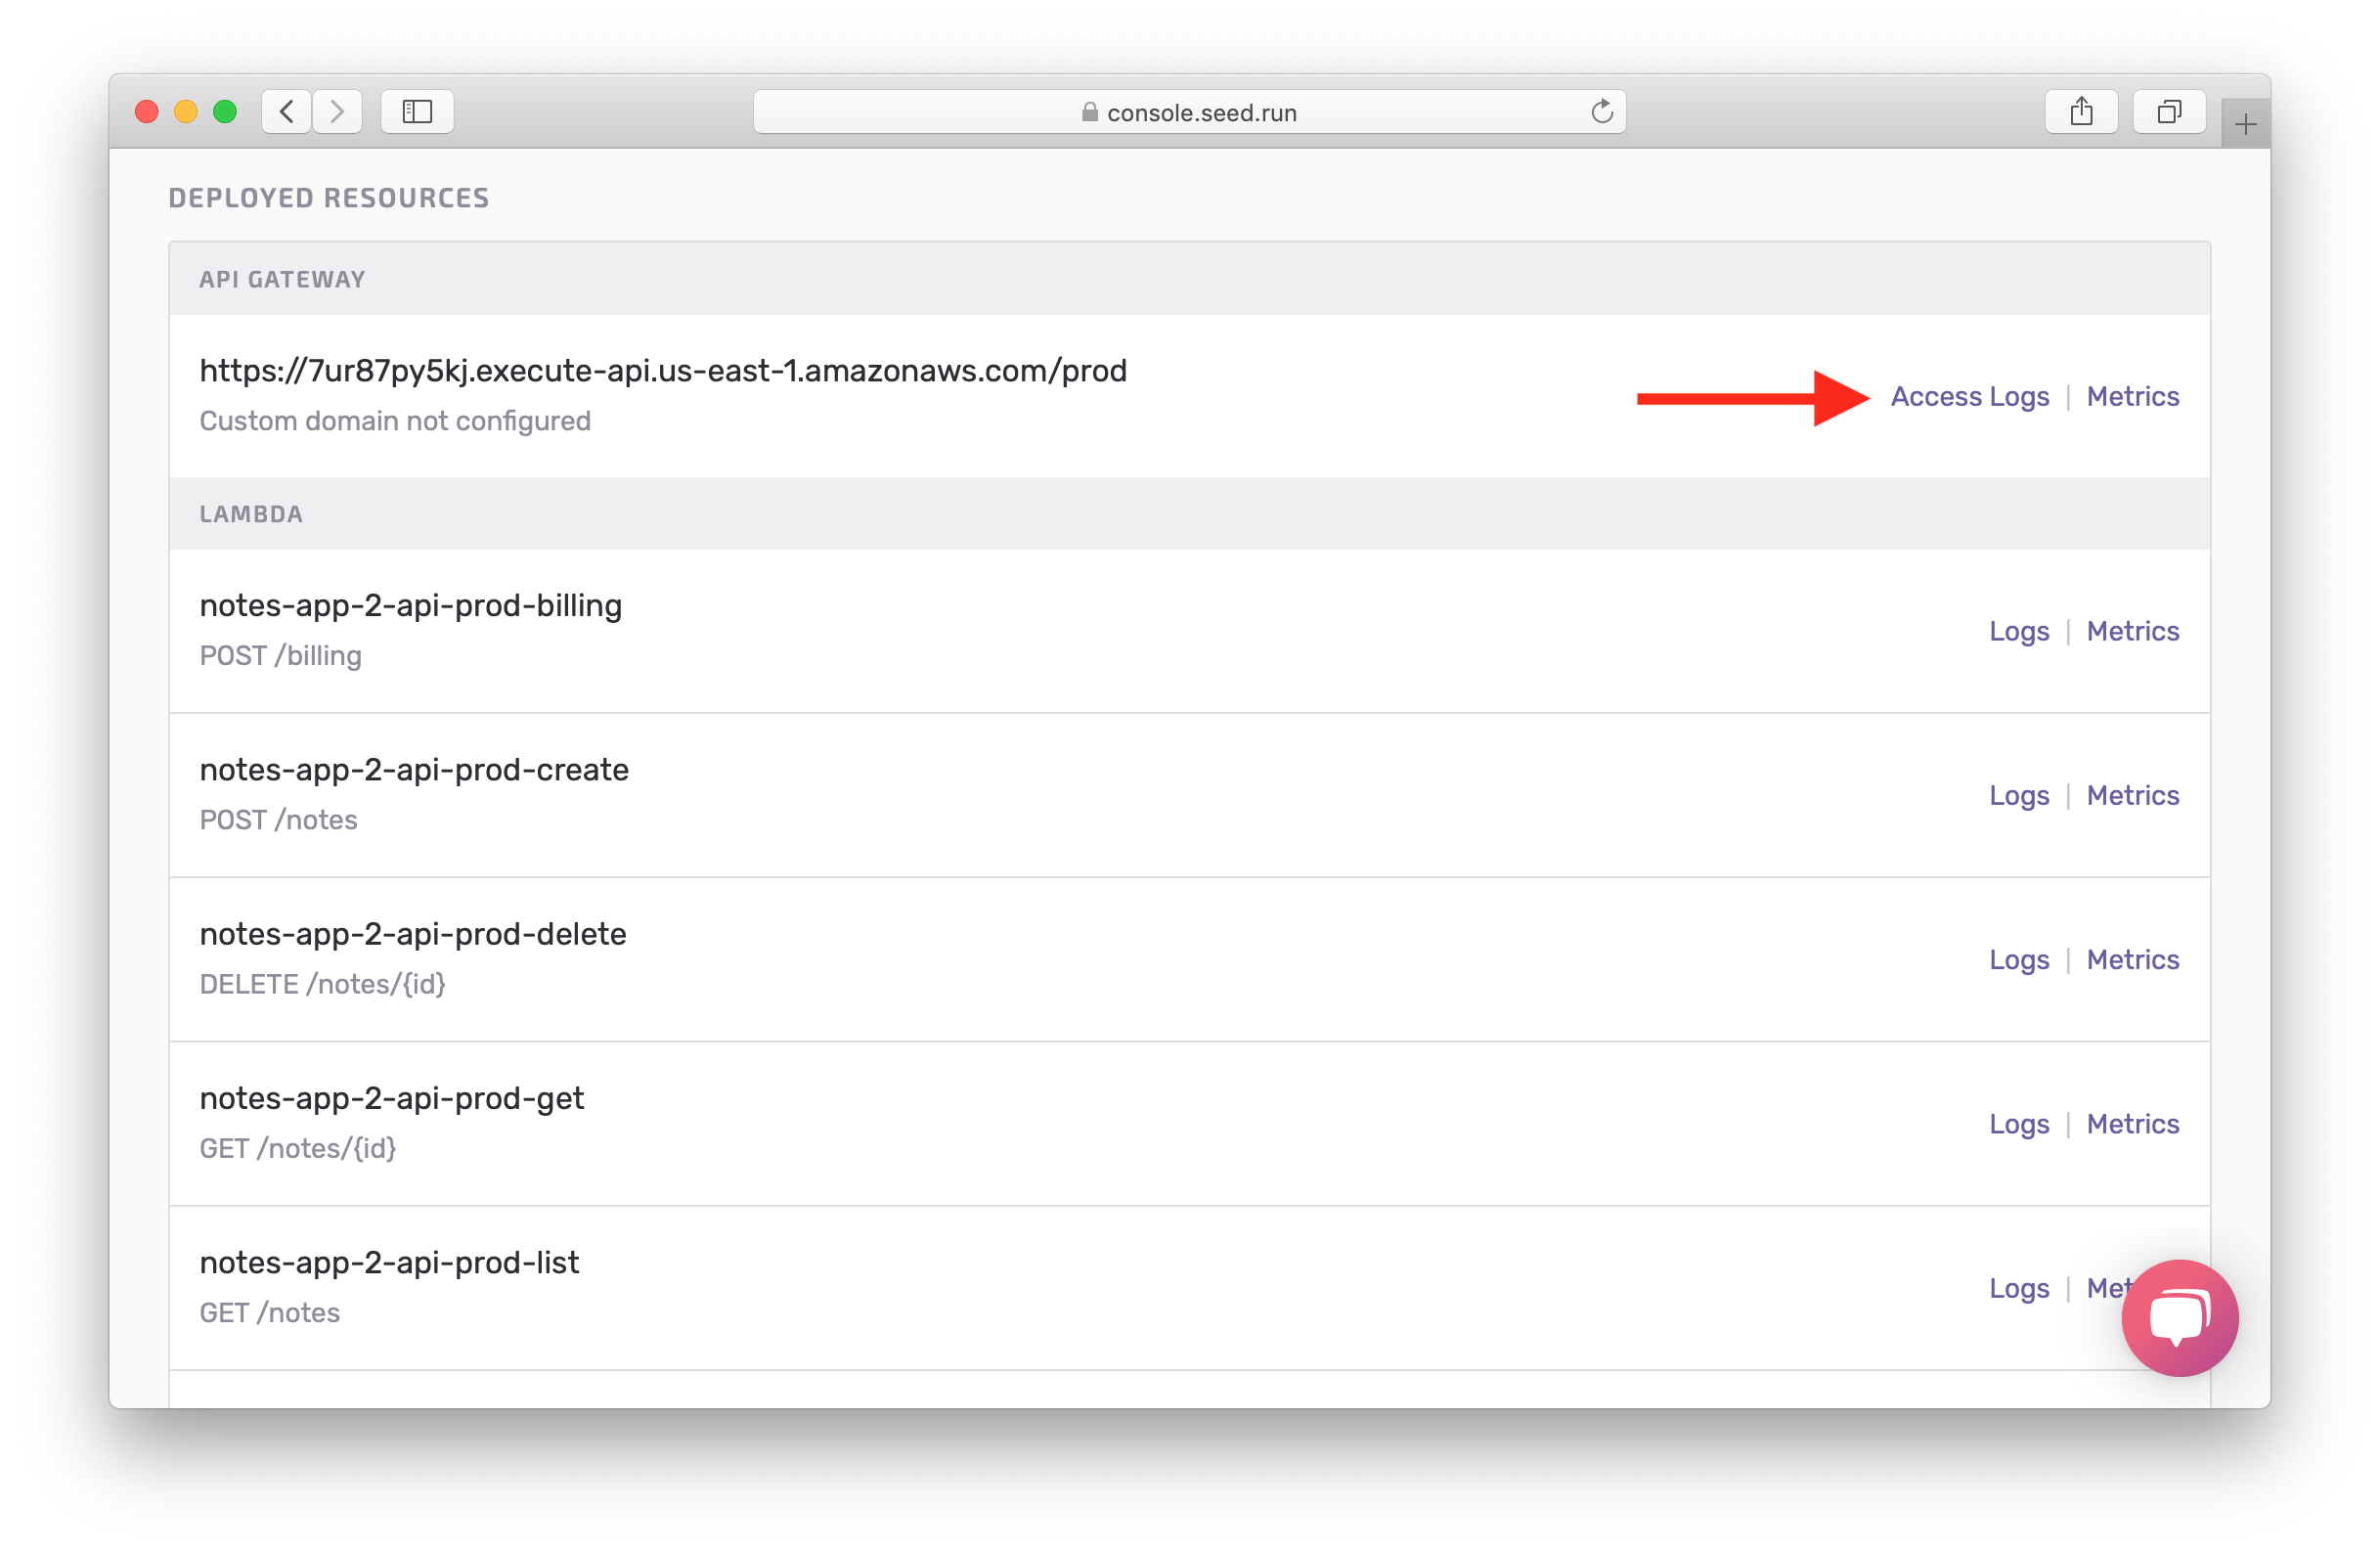 console.seed.run
DEPLOYED RESOURCES
API GATEWAY
https://7ur87py5kj.execute-api.us-east-1.amazonaws.com/prod
Custom domain not configured
Access Logs | Metrics
LAMBDA
notes-app-2-api-prod-billing
POST /billing
Logs | Metrics
notes-app-2-api-prod-create
POST /notes
Logs | Metrics
notes-app-2-api-prod-delete
DELETE /notes/{id}
Logs | Metrics
notes-app-2-api-prod-get
GET /notes/{id}
Logs | Metrics
notes-app-2-api-prod-list
GET /notes
Logs |